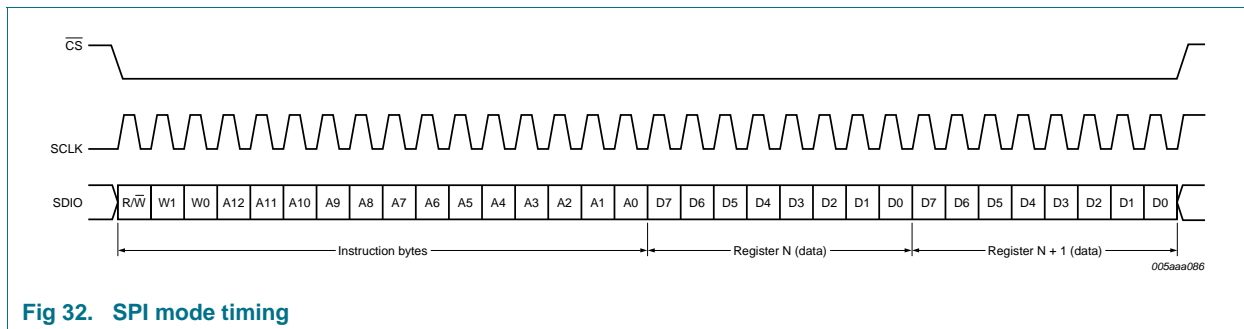 CS
SCLK
SDIO R/W W1 W0 A12 A11 A10 A9 A8 A7 A6 A5 A4 A3 A2 A1 A0 D7 D6 D5 D4 D3 D2 D1 D0 D7 D6 D5 D4 D3 D2 D1 D0
Instruction bytes Register N (data) Register N + 1 (data)
005aaa086
Fig 32. SPI mode timing